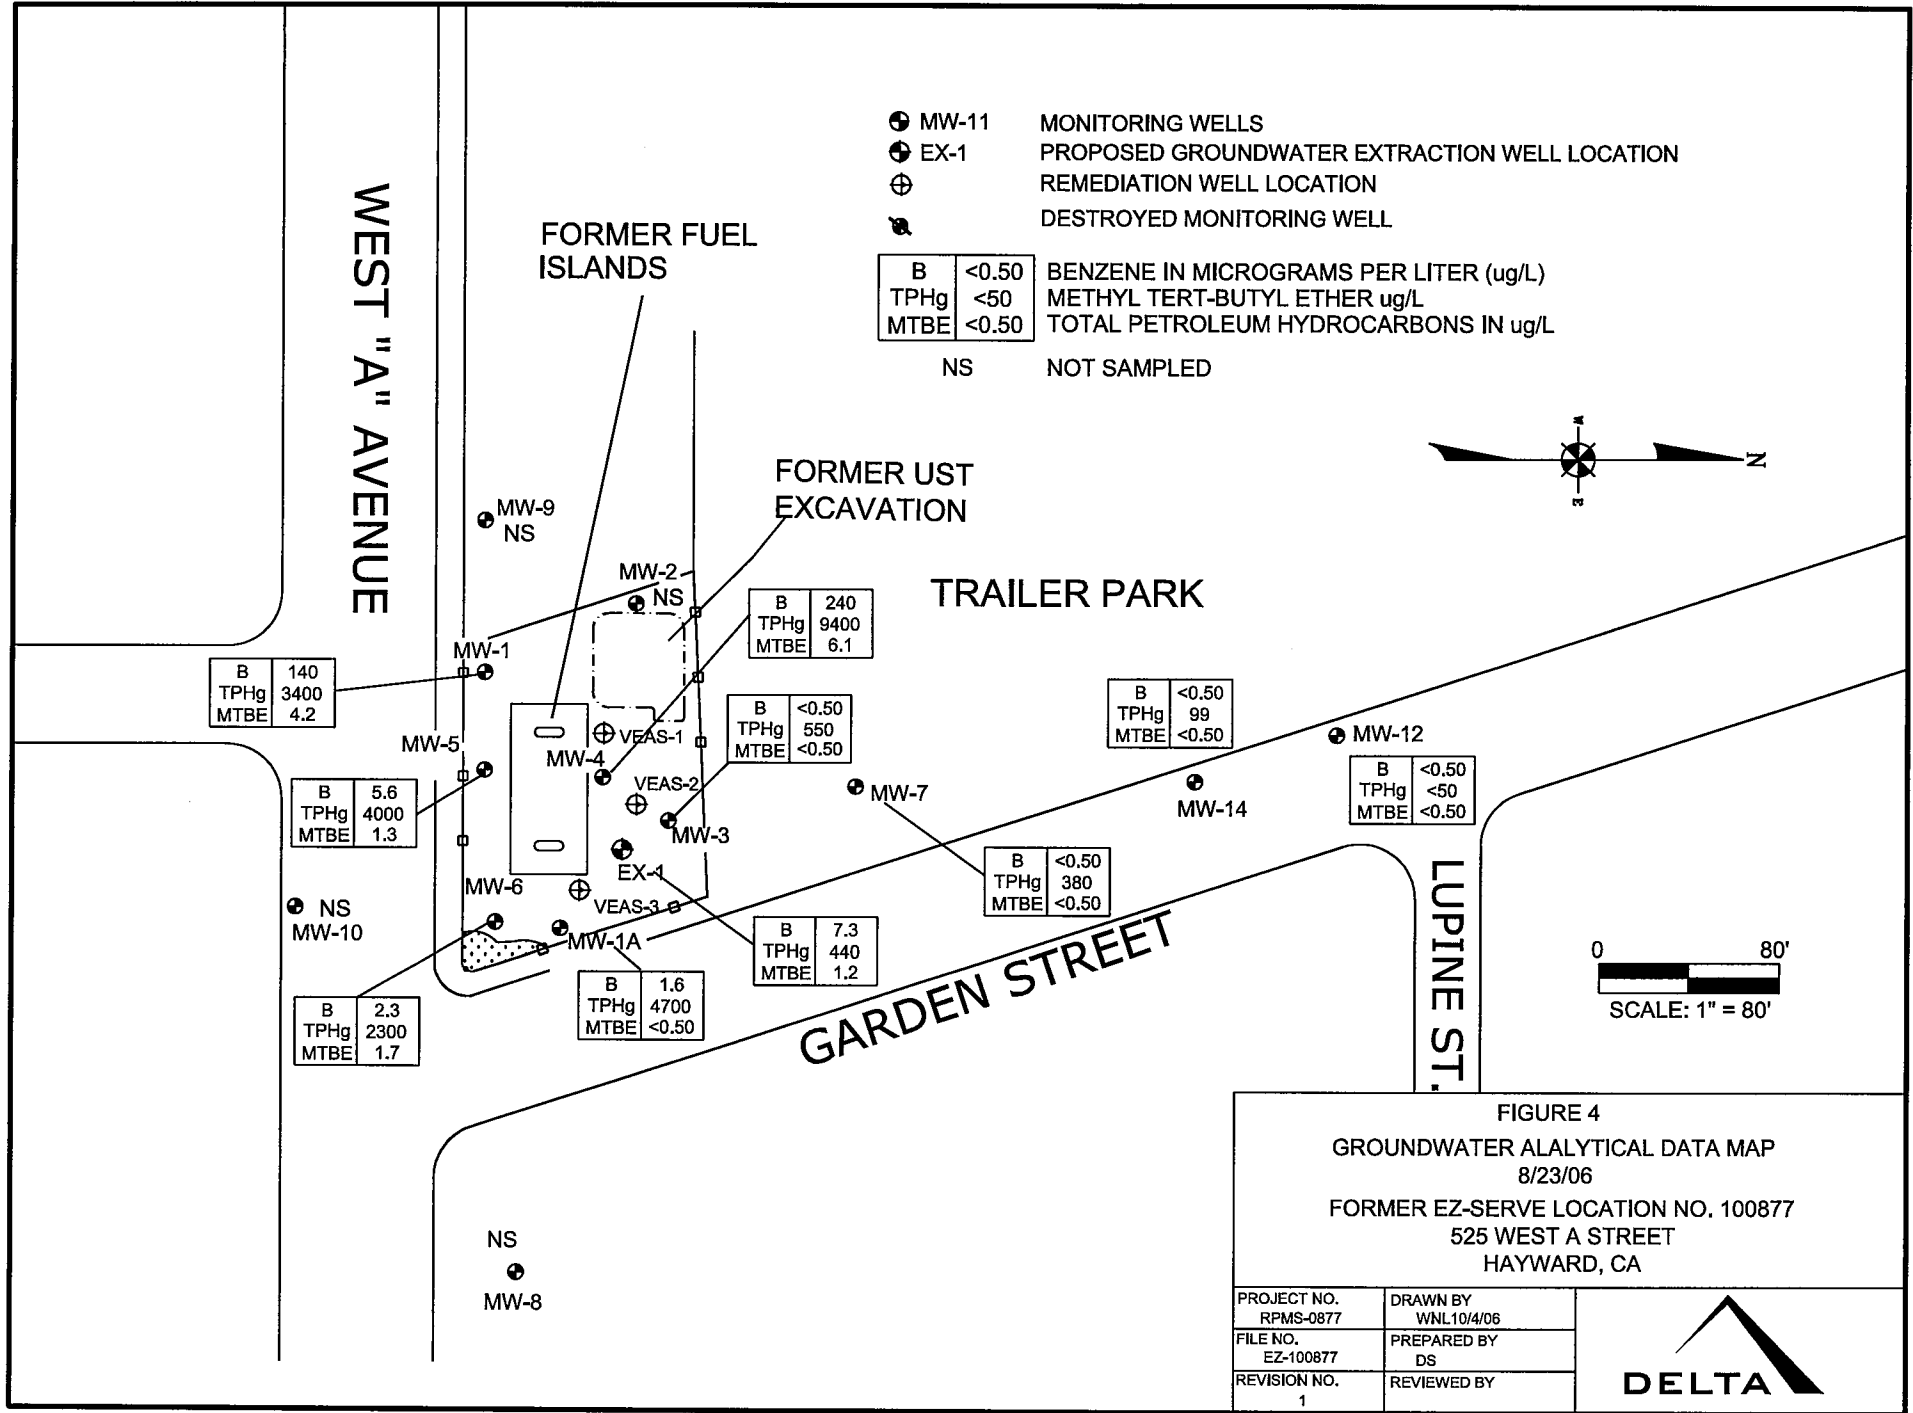 MW-11 MONITORING WELLS
EX-1 PROPOSED GROUNDWATER EXTRACTION WELL LOCATION
REMEDIATION WELL LOCATION
DESTROYED MONITORING WELL
B <0.50 BENZENE IN MICROGRAMS PER LITER (ug/L)
TPHg <50 METHYL TERT-BUTYL ETHER ug/L
MTBE <0.50 TOTAL PETROLEUM HYDROCARBONS IN ug/L
NS NOT SAMPLED
WEST "A" AVENUE
FORMER FUEL
ISLANDS
FORMER UST
EXCAVATION
W
N
E
TRAILER PARK
MW-9
NS
MW-2
NS
B 240
TPHg 9400
MTBE 6.1
MW-1
B 140
TPHg 3400
MTBE 4.2
B <0.50
TPHg 550
MTBE <0.50
B <0.50
TPHg 99
MTBE <0.50
MW-5
VEAS-1
MW-4
VEAS-2
MW-3
MW-7
MW-14
MW-12
B <0.50
TPHg <50
MTBE <0.50
B 5.6
TPHg 4000
MTBE 1.3
B <0.50
TPHg 380
MTBE <0.50
EX-1
MW-6
VEAS-3
NS
MW-10
MW-1A
B 7.3
TPHg 440
MTBE 1.2
B 1.6
TPHg 4700
MTBE <0.50
B 2.3
TPHg 2300
MTBE 1.7
GARDEN STREET
LUPINE ST.
0 80'
SCALE: 1" = 80'
NS
MW-8
FIGURE 4
GROUNDWATER ALALYTICAL DATA MAP
8/23/06
FORMER EZ-SERVE LOCATION NO. 100877
525 WEST A STREET
HAYWARD, CA
PROJECT NO.
RPMS-0877
DRAWN BY
WNL10/4/06
FILE NO.
EZ-100877
PREPARED BY
DS
REVISION NO.
1
REVIEWED BY
DELTA